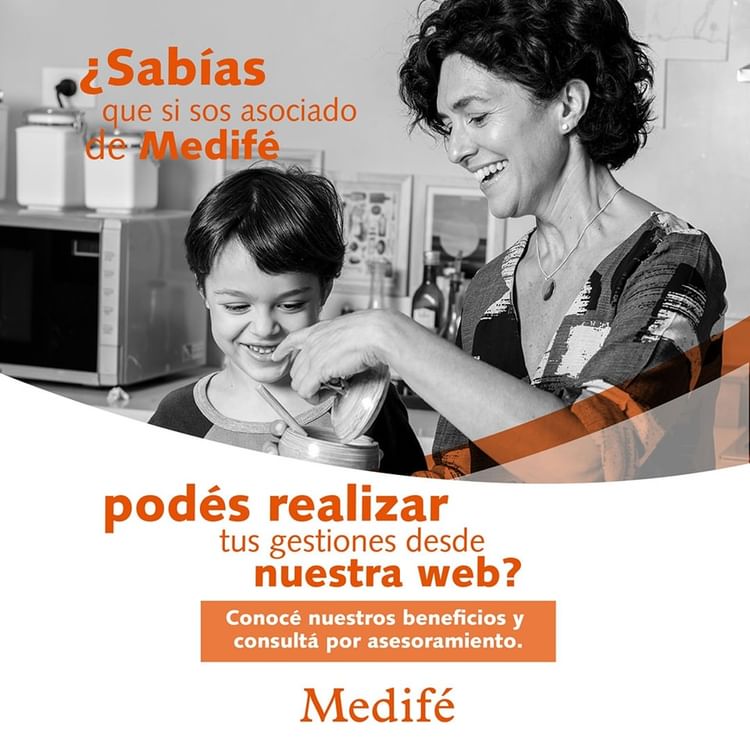 ¿Sabías
que si sos asociado
de Medifé
podés realizar
tus gestiones desde
nuestra web?
Conocé nuestros beneficios y
consultá por asesoramiento.
Medifé